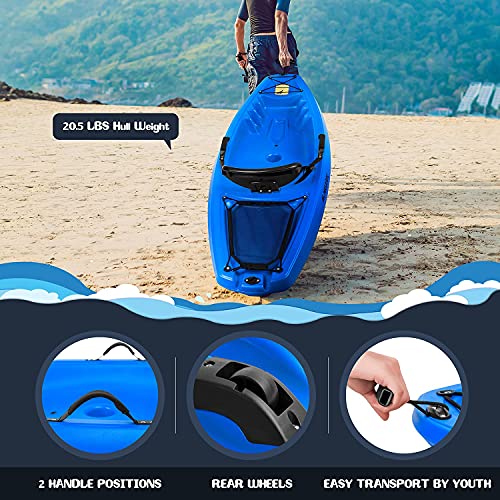 20.5 LBS Hull Weight
2 HANDLE POSITIONS
REAR WHEELS
EASY TRANSPORT BY YOUTH